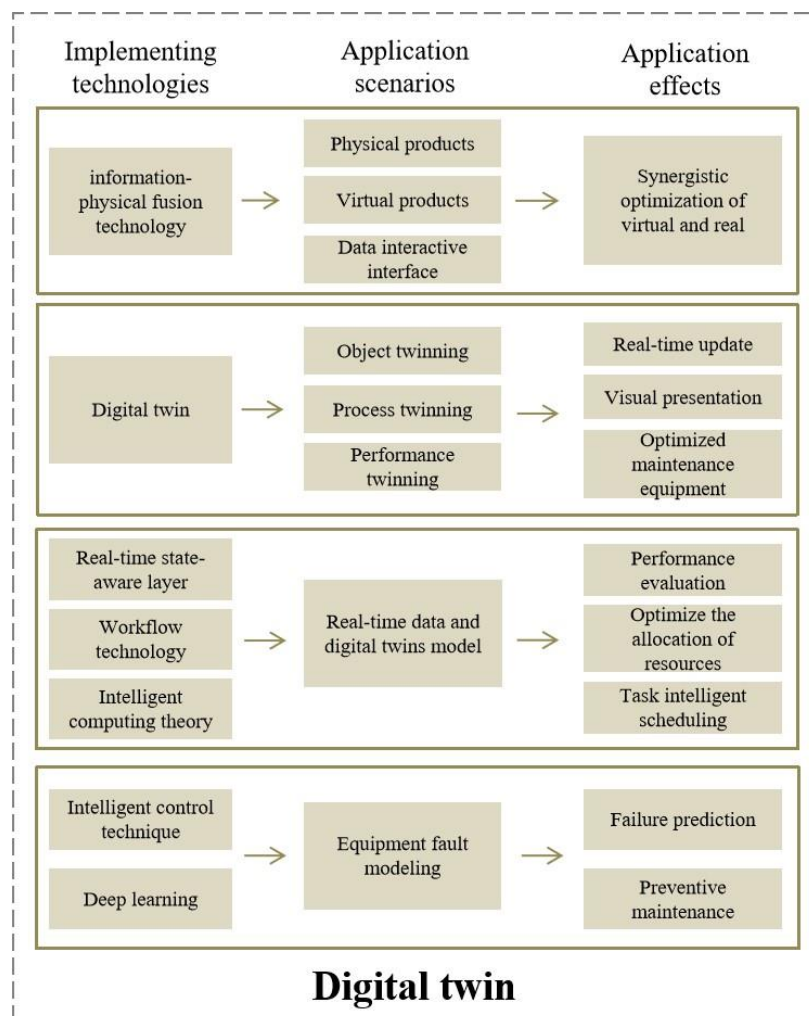 Implementing
technologies
Application
scenarios
Application
effects
information-
physical fusion
technology
Physical products
Virtual products
Data interactive
interface
Synergistic
optimization of
virtual and real
Digital twin
Object twinning
Process twinning
Performance
twinning
Real-time update
Visual presentation
Optimized
maintenance
equipment
Real-time state-
aware layer
Workflow
technology
Intelligent
computing theory
Real-time data and
digital twins model
Performance
evaluation
Optimize the
allocation of
resources
Task intelligent
scheduling
Intelligent control
technique
Deep learning
Equipment fault
modeling
Failure prediction
Preventive
maintenance
Digital twin